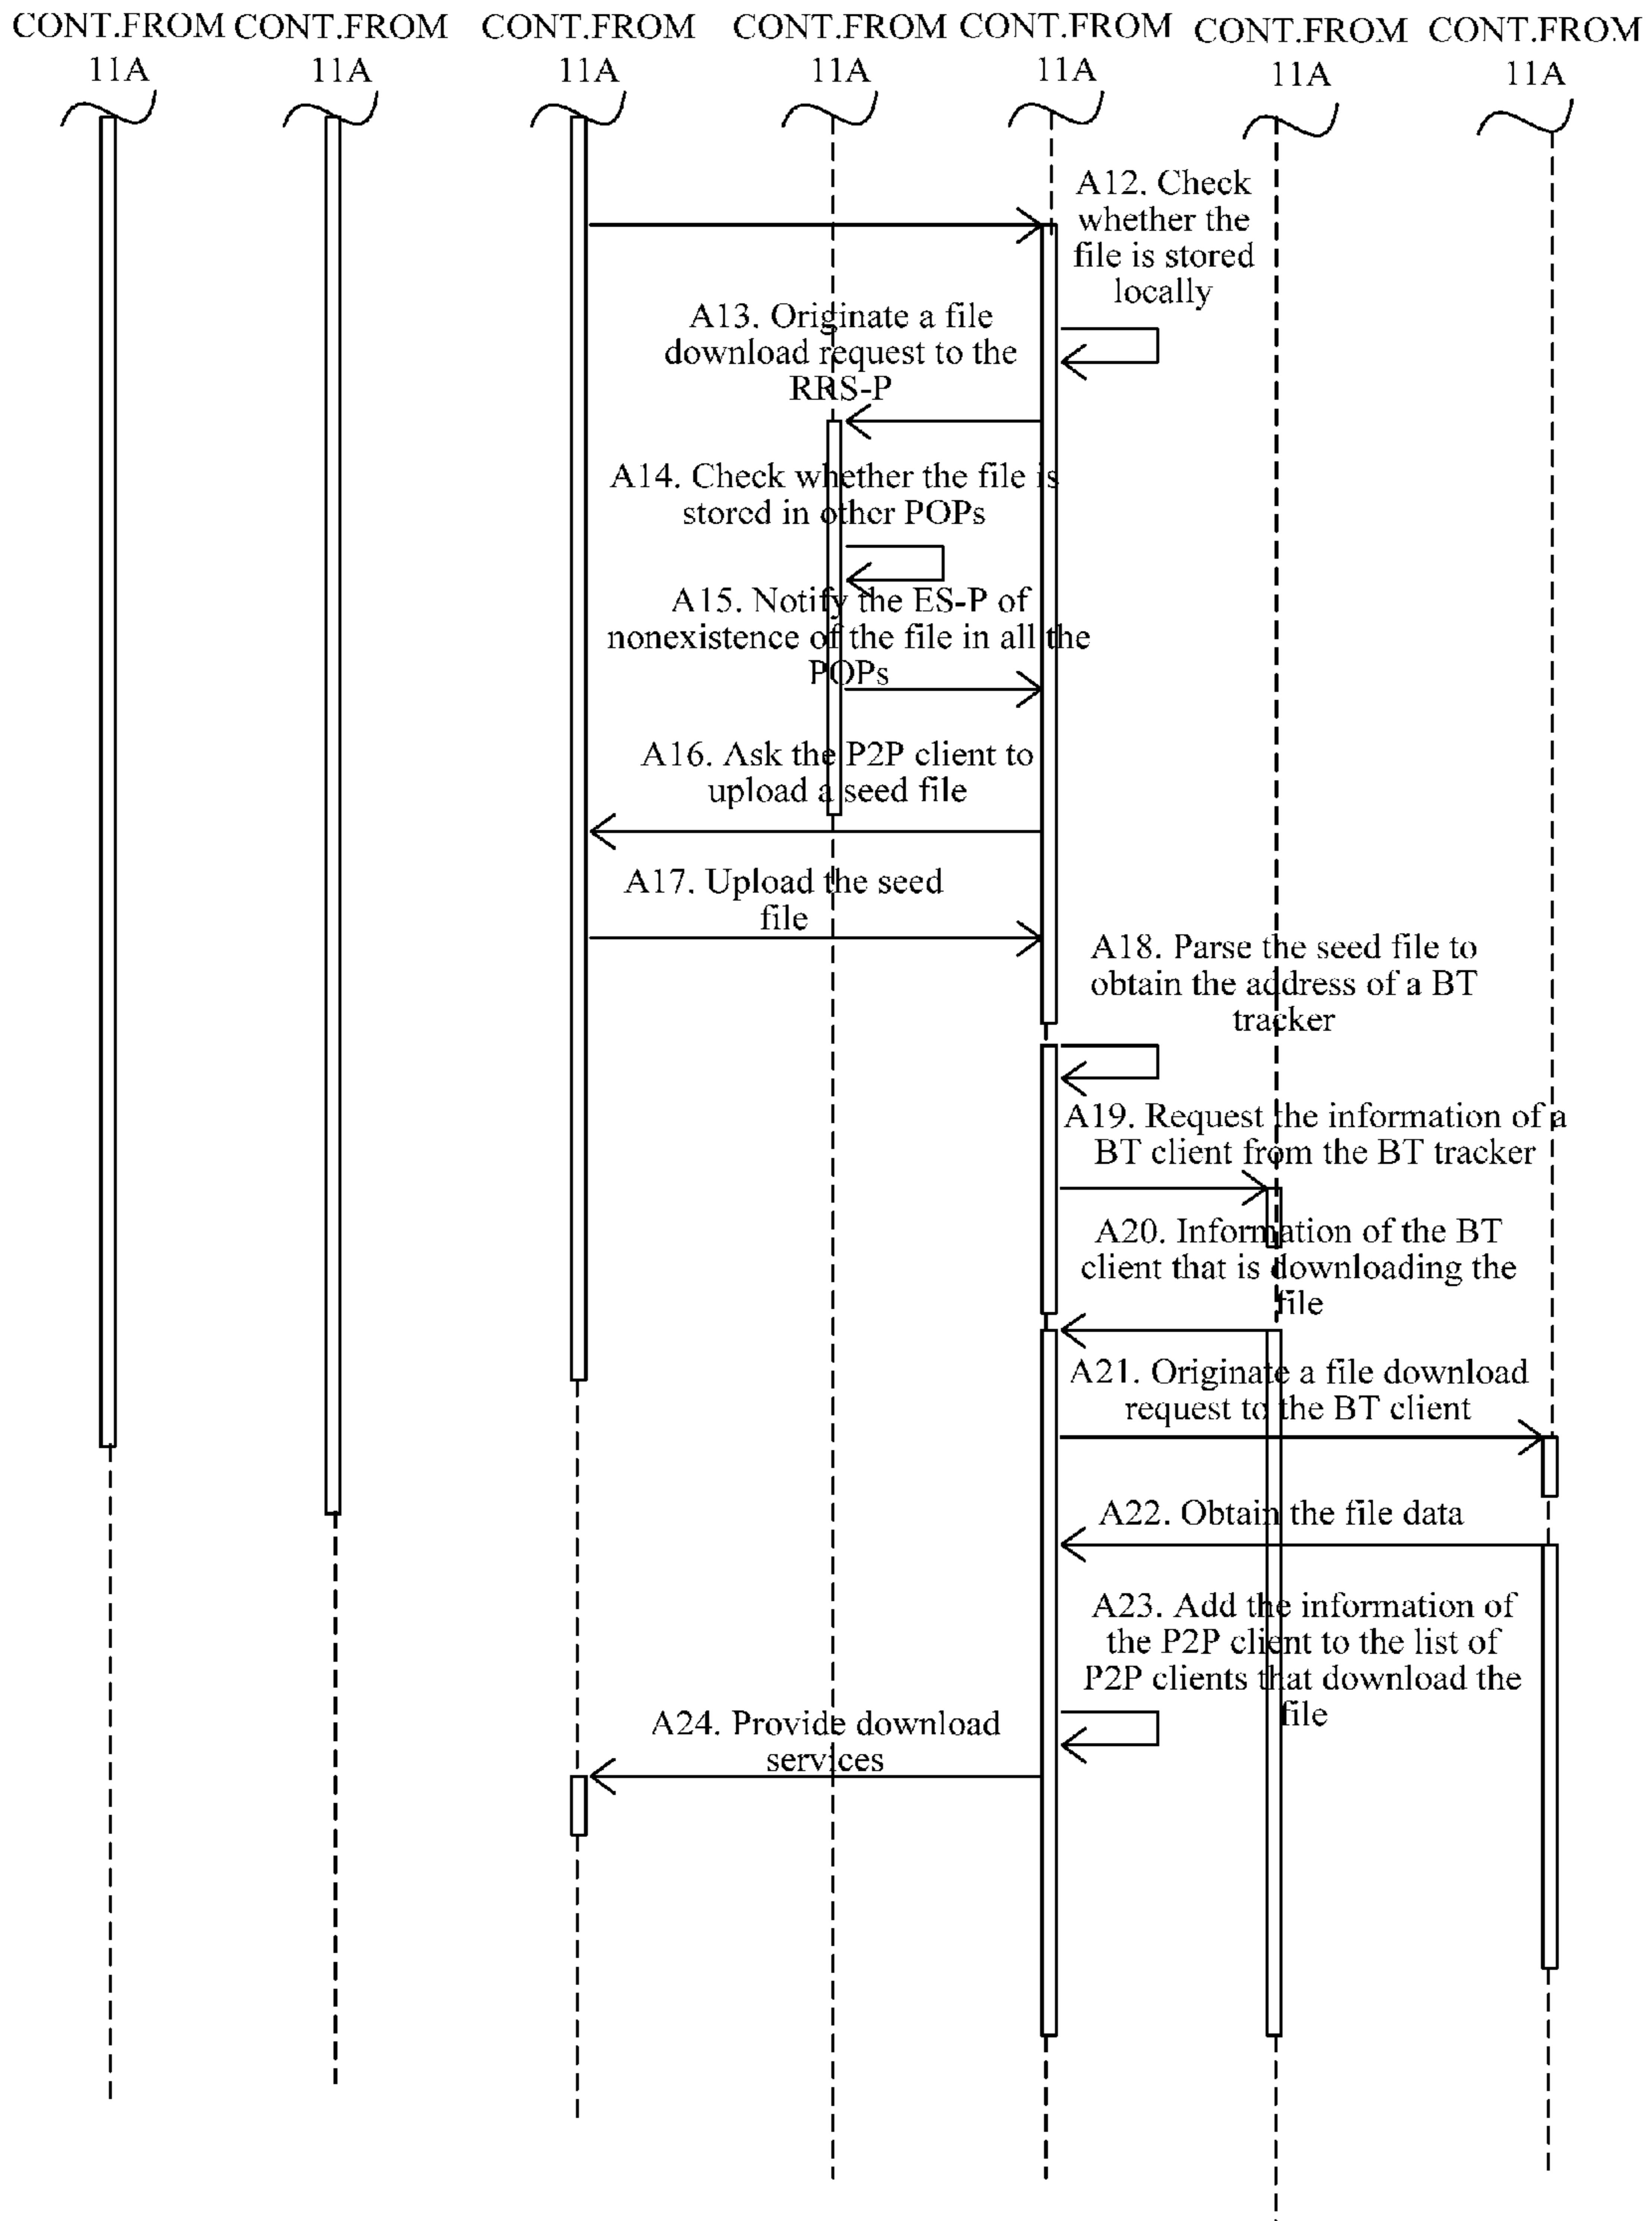 CONT.FROM CONT.FROM CONT.FROM CONT.FROM CONT.FROM CONT.FROM CONT.FROM
11A 11A 11A 11A 11A 11A 11A
A12. Check
whether the
file is stored
locally
A13. Originate a file
download request to the
RRS-P
A14. Check whether the file is
stored in other POPs
A15. Notify the ES-P of
nonexistence of the file in all the
POPs
A16. Ask the P2P client to
upload a seed file
A17. Upload the seed
file
A18. Parse the seed file to
obtain the address of a BT
tracker
A19. Request the information of a
BT client from the BT tracker
A20. Information of the BT
client that is downloading the
file
A21. Originate a file download
request to the BT client
A22. Obtain the file data
A23. Add the information of
the P2P client to the list of
P2P clients that download the
file
A24. Provide download
services